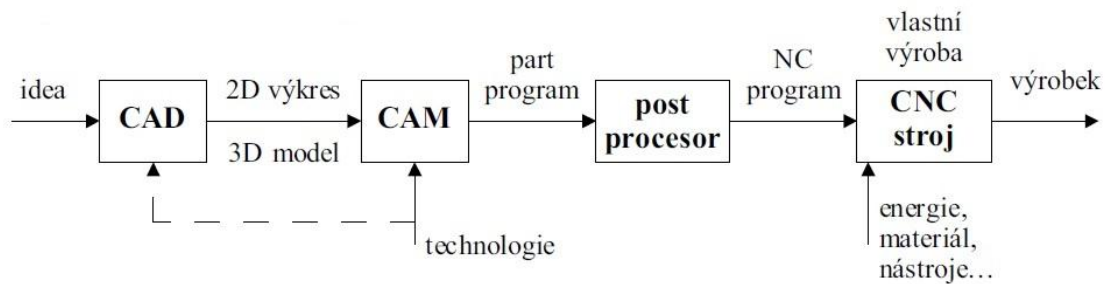 idea
CAD
2D výkres
3D model
CAM
part
program
post
procesor
NC
program
vlastní
výroba
CNC
stroj
výrobek
technologie
energie,
materiál,
nástroje…